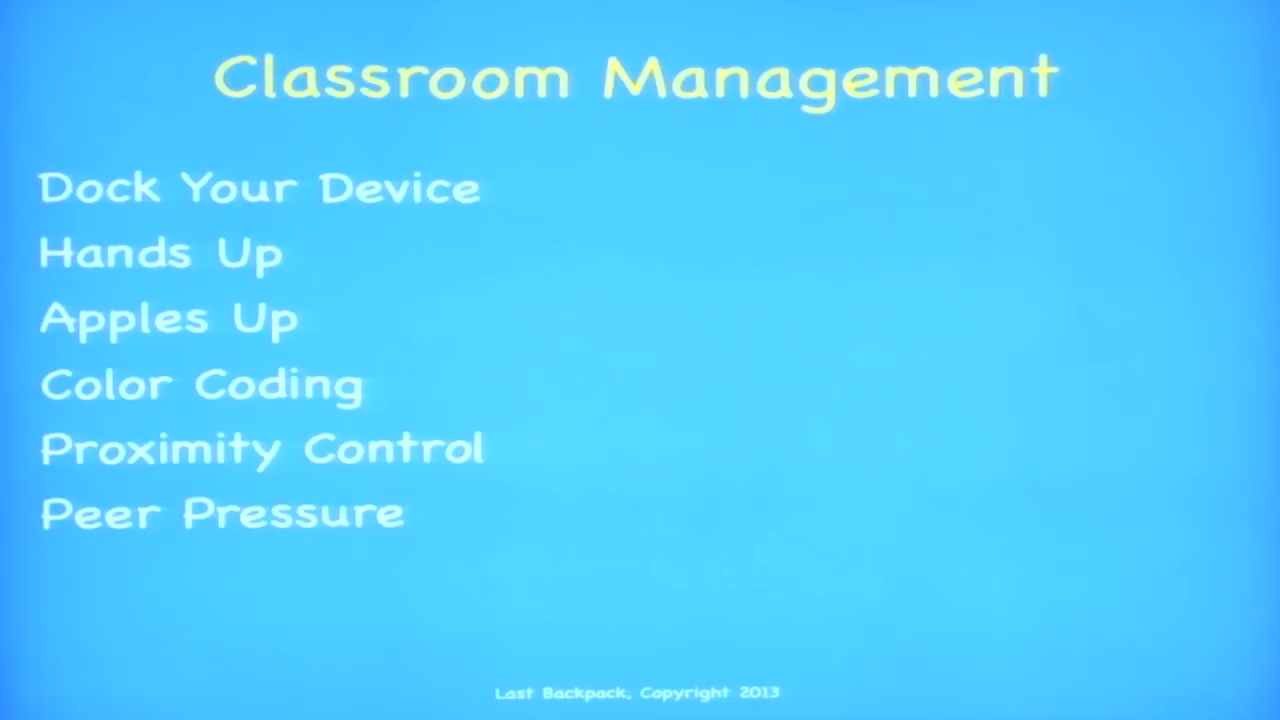 Classroom Management
Dock Your Device
Hands Up
Apples Up
Color Coding
Proximity Control
Peer Pressure
Last Backpack, Copyright 2013